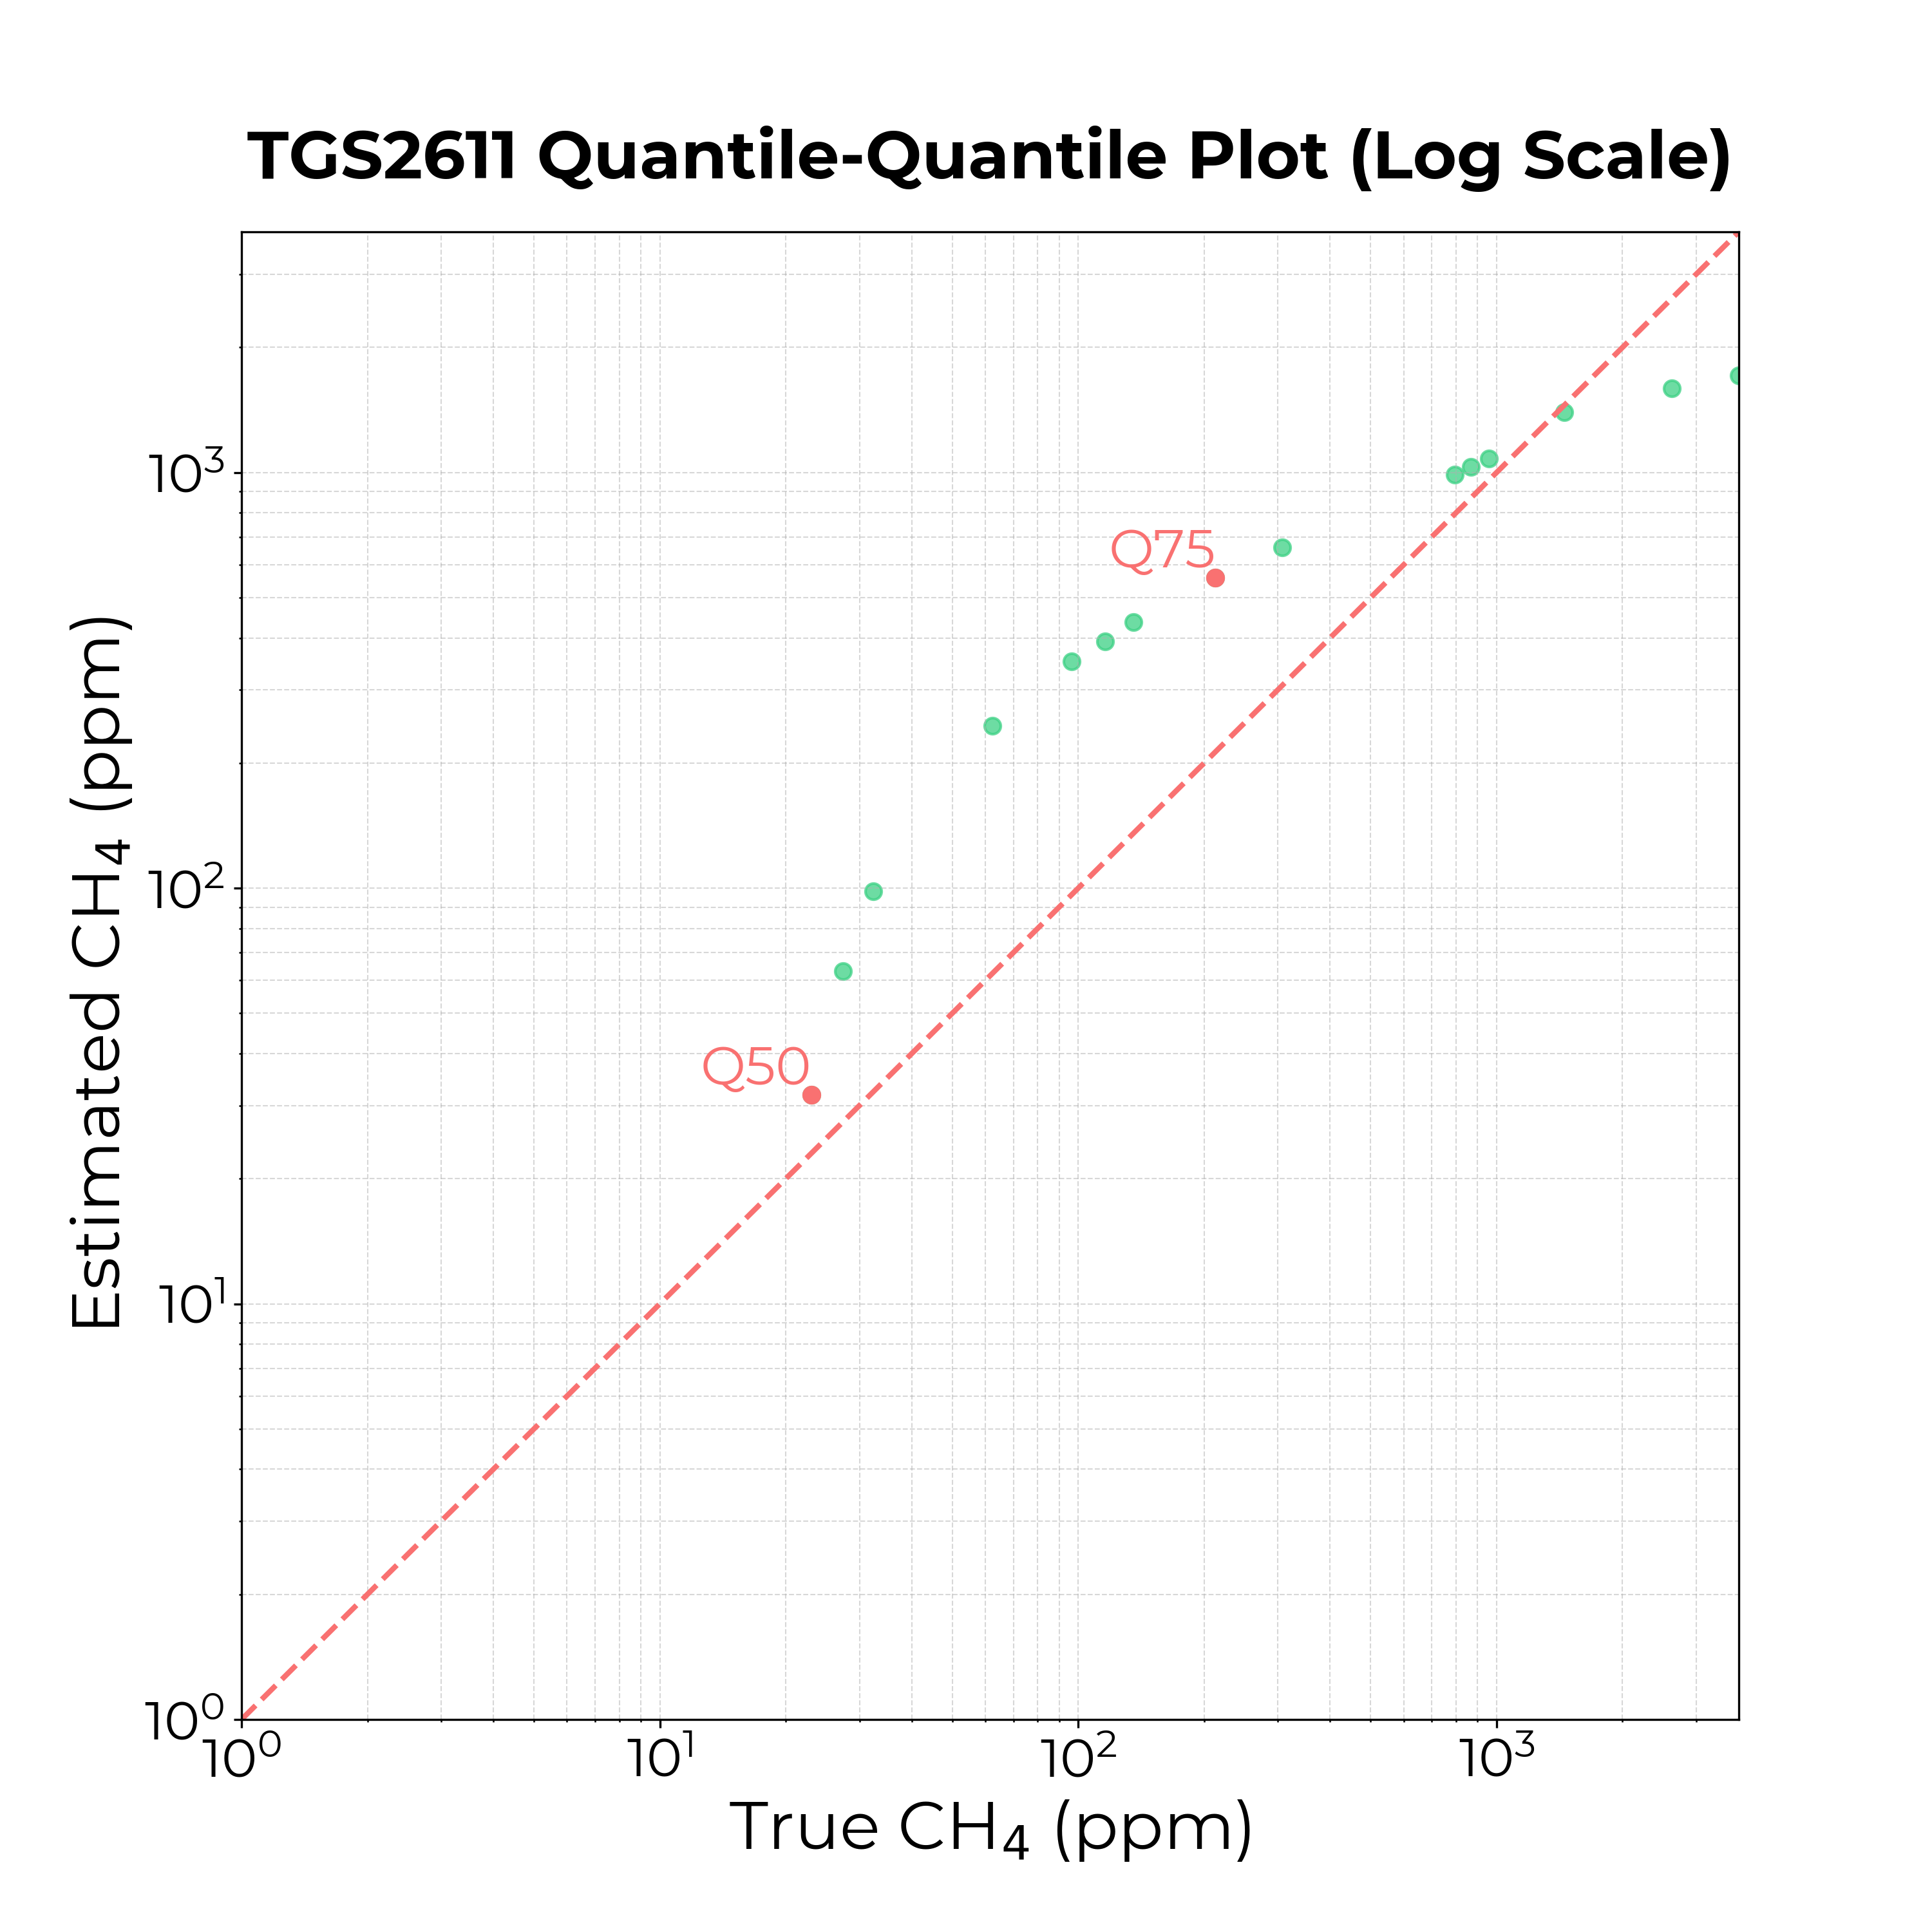 TGS2611 Quantile-Quantile Plot (Log Scale)
Estimated CH₄ (ppm)
10³
10²
10¹
10⁰
Q75
Q50
10⁰ 10¹ 10² 10³
True CH₄ (ppm)